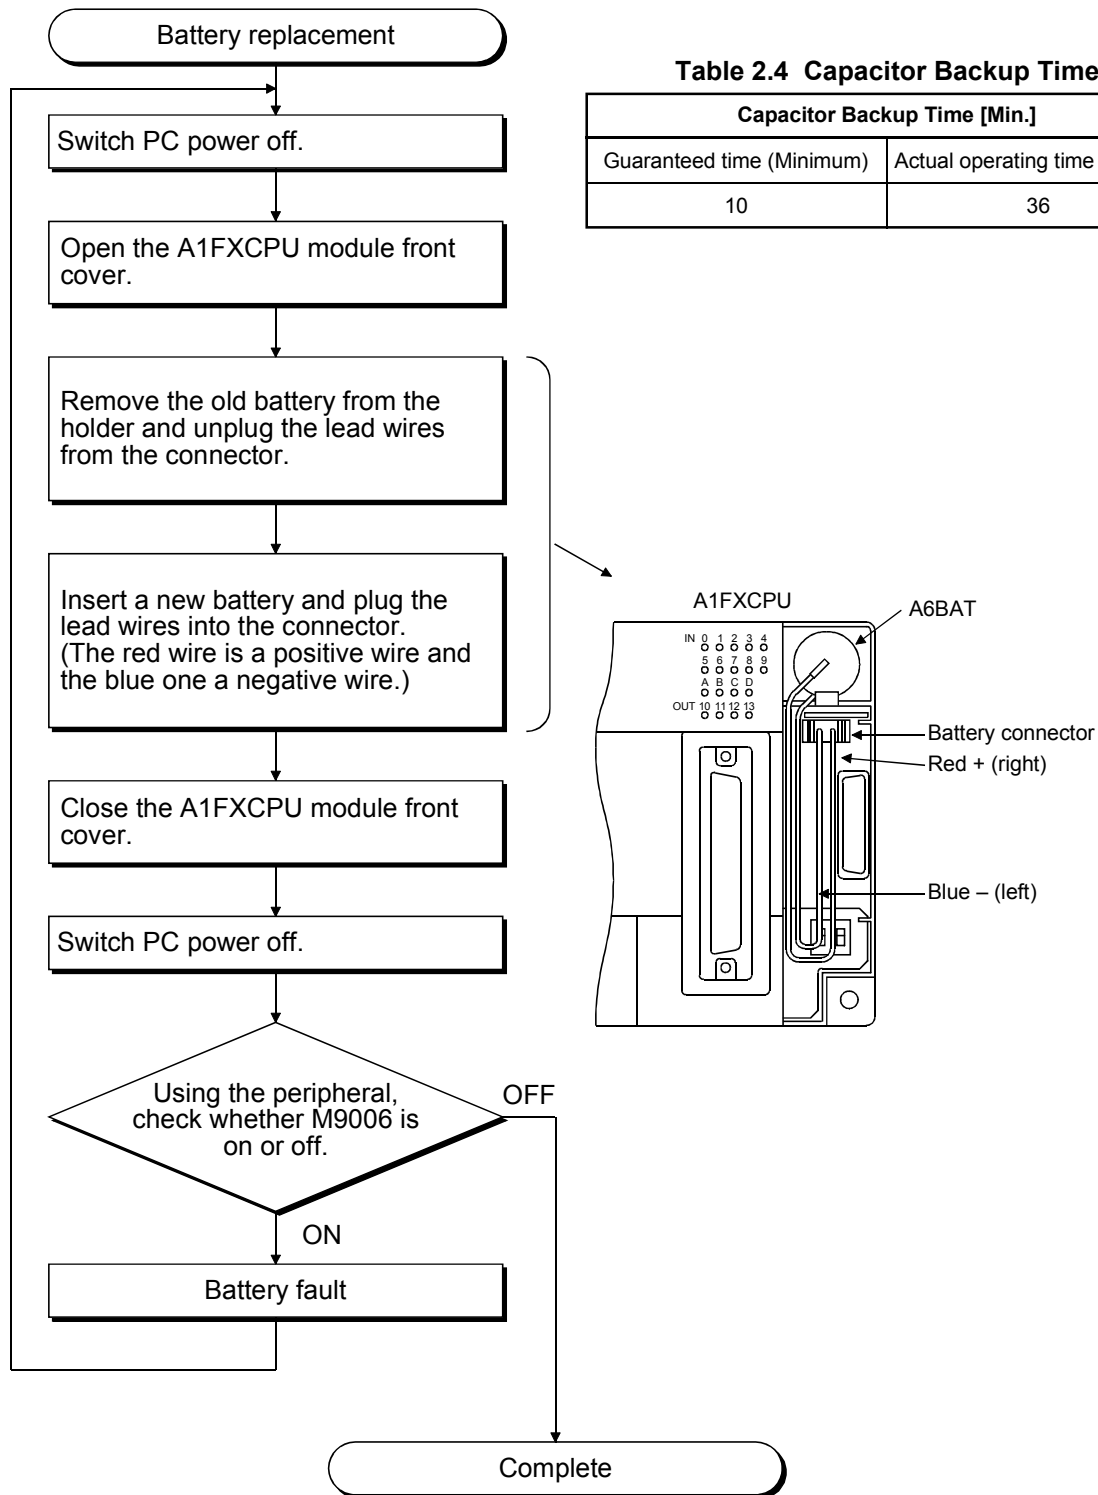 Battery replacement
Switch PC power off.
Open the A1FXCPU module front
cover.
Remove the old battery from the
holder and unplug the lead wires
from the connector.
Insert a new battery and plug the
lead wires into the connector.
(The red wire is a positive wire and
the blue one a negative wire.)
Close the A1FXCPU module front
cover.
Switch PC power off.
Using the peripheral,
check whether M9006 is
on or off.
OFF
ON
Battery fault
Complete
Table 2.4 Capacitor Backup Time
Capacitor Backup Time [Min.]
Guaranteed time (Minimum) Actual operating time
10 36
A1FXCPU
A6BAT
IN 0 1 2 3 4
5 6 7 8 9
A B C D
OUT 10 11 12 13
Battery connector
Red + (right)
Blue – (left)